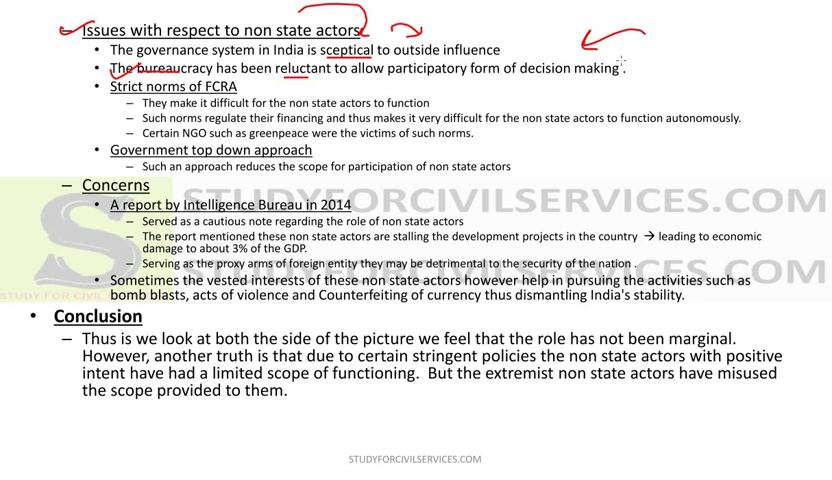 – Issues with respect to non state actors
• The governance system in India is sceptical to outside influence
• The bureaucracy has been reluctant to allow participatory form of decision making .
• Strict norms of FCRA
– They make it difficult for the non state actors to function
– Such norms regulate their financing and thus makes it very difficult for the non state actors to function autonomously.
– Certain NGO such as greenpeace were the victims of such norms.
• Government top down approach
– Such an approach reduces the scope for participation of non state actors
– Concerns
• A report by Intelligence Bureau in 2014
– Served as a cautious note regarding the role of non state actors
– The report mentioned these non state actors are stalling the development projects in the country → leading to economic
damage to about 3% of the GDP.
– Serving as the proxy arms of foreign entity they may be detrimental to the security of the nation .
• Sometimes the vested interests of these non state actors however help in pursuing the activities such as
bomb blasts, acts of violence and Counterfeiting of currency thus dismantling India's stability.
• Conclusion
– Thus is we look at both the side of the picture we feel that the role has not been marginal.
However, another truth is that due to certain stringent policies the non state actors with positive
intent have had a limited scope of functioning. But the extremist non state actors have misused
the scope provided to them.
STUDYFORCIVILSERVICES.COM
STUDYFORCIVILSERVICES.COM
STUDYFORCIVILSERVICES.COM